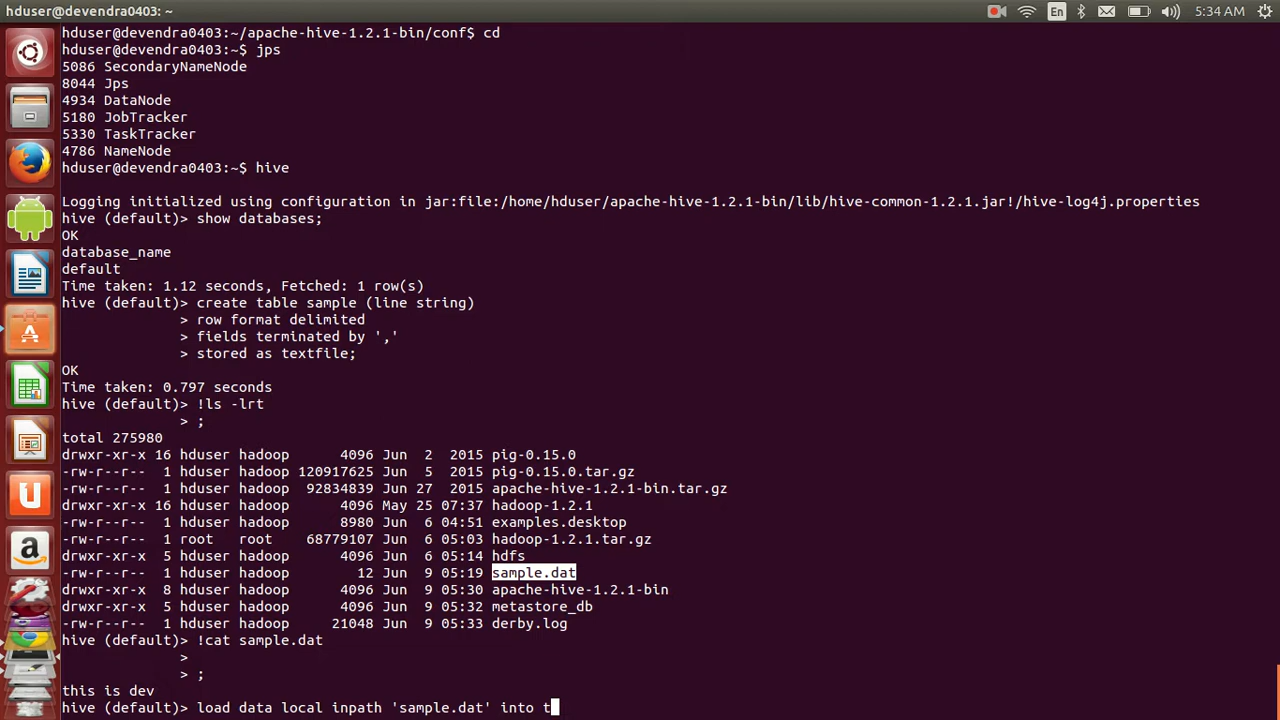 hduser@devendra0403: ~
En
5:34 AM
hduser@devendra0403:~/apache-hive-1.2.1-bin/conf$ cd
hduser@devendra0403:~$ jps
5086 SecondaryNameNode
8044 Jps
4934 DataNode
5180 JobTracker
5330 TaskTracker
4786 NameNode
hduser@devendra0403:~$ hive
Logging initialized using configuration in jar:file:/home/hduser/apache-hive-1.2.1-bin/lib/hive-common-1.2.1.jar!/hive-log4j.properties
hive (default)> show databases;
OK
database_name
default
Time taken: 1.12 seconds, Fetched: 1 row(s)
hive (default)> create table sample (line string)
> row format delimited
> fields terminated by ','
> stored as textfile;
OK
Time taken: 0.797 seconds
hive (default)> !ls -lrt
> ;
total 275980
drwxr-xr-x 16 hduser hadoop 4096 Jun 2 2015 pig-0.15.0
-rw-r--r-- 1 hduser hadoop 120917625 Jun 5 2015 pig-0.15.0.tar.gz
-rw-r--r-- 1 hduser hadoop 92834839 Jun 27 2015 apache-hive-1.2.1-bin.tar.gz
drwxr-xr-x 16 hduser hadoop 4096 May 25 07:37 hadoop-1.2.1
-rw-r--r-- 1 hduser hadoop 8980 Jun 6 04:51 examples.desktop
-rw-r--r-- 1 root root 68779107 Jun 6 05:03 hadoop-1.2.1.tar.gz
drwxr-xr-x 5 hduser hadoop 4096 Jun 6 05:14 hdfs
-rw-r--r-- 1 hduser hadoop 12 Jun 9 05:19 sample.dat
drwxr-xr-x 8 hduser hadoop 4096 Jun 9 05:30 apache-hive-1.2.1-bin
drwxr-xr-x 5 hduser hadoop 4096 Jun 9 05:32 metastore_db
-rw-r--r-- 1 hduser hadoop 21048 Jun 9 05:33 derby.log
hive (default)> !cat sample.dat
>
> ;
this is dev
hive (default)> load data local inpath 'sample.dat' into t